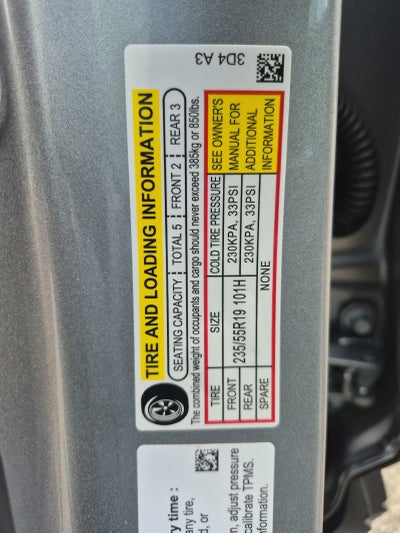 3D4 A3
TIRE AND LOADING INFORMATION
SEATING CAPACITY TOTAL 5 FRONT 2 REAR 3
The combined weight of occupants and cargo should never exceed 385kg or 850lbs.
TIRE SIZE COLD TIRE PRESSURE SEE OWNER'S MANUAL FOR ADDITIONAL INFORMATION
FRONT 235/55R19 101H 230KPA, 33PSI
REAR 230KPA, 33PSI
SPARE NONE
ry time :
any tire,
d, or
n, adjust pressure
calibrate TPMS.
formation.